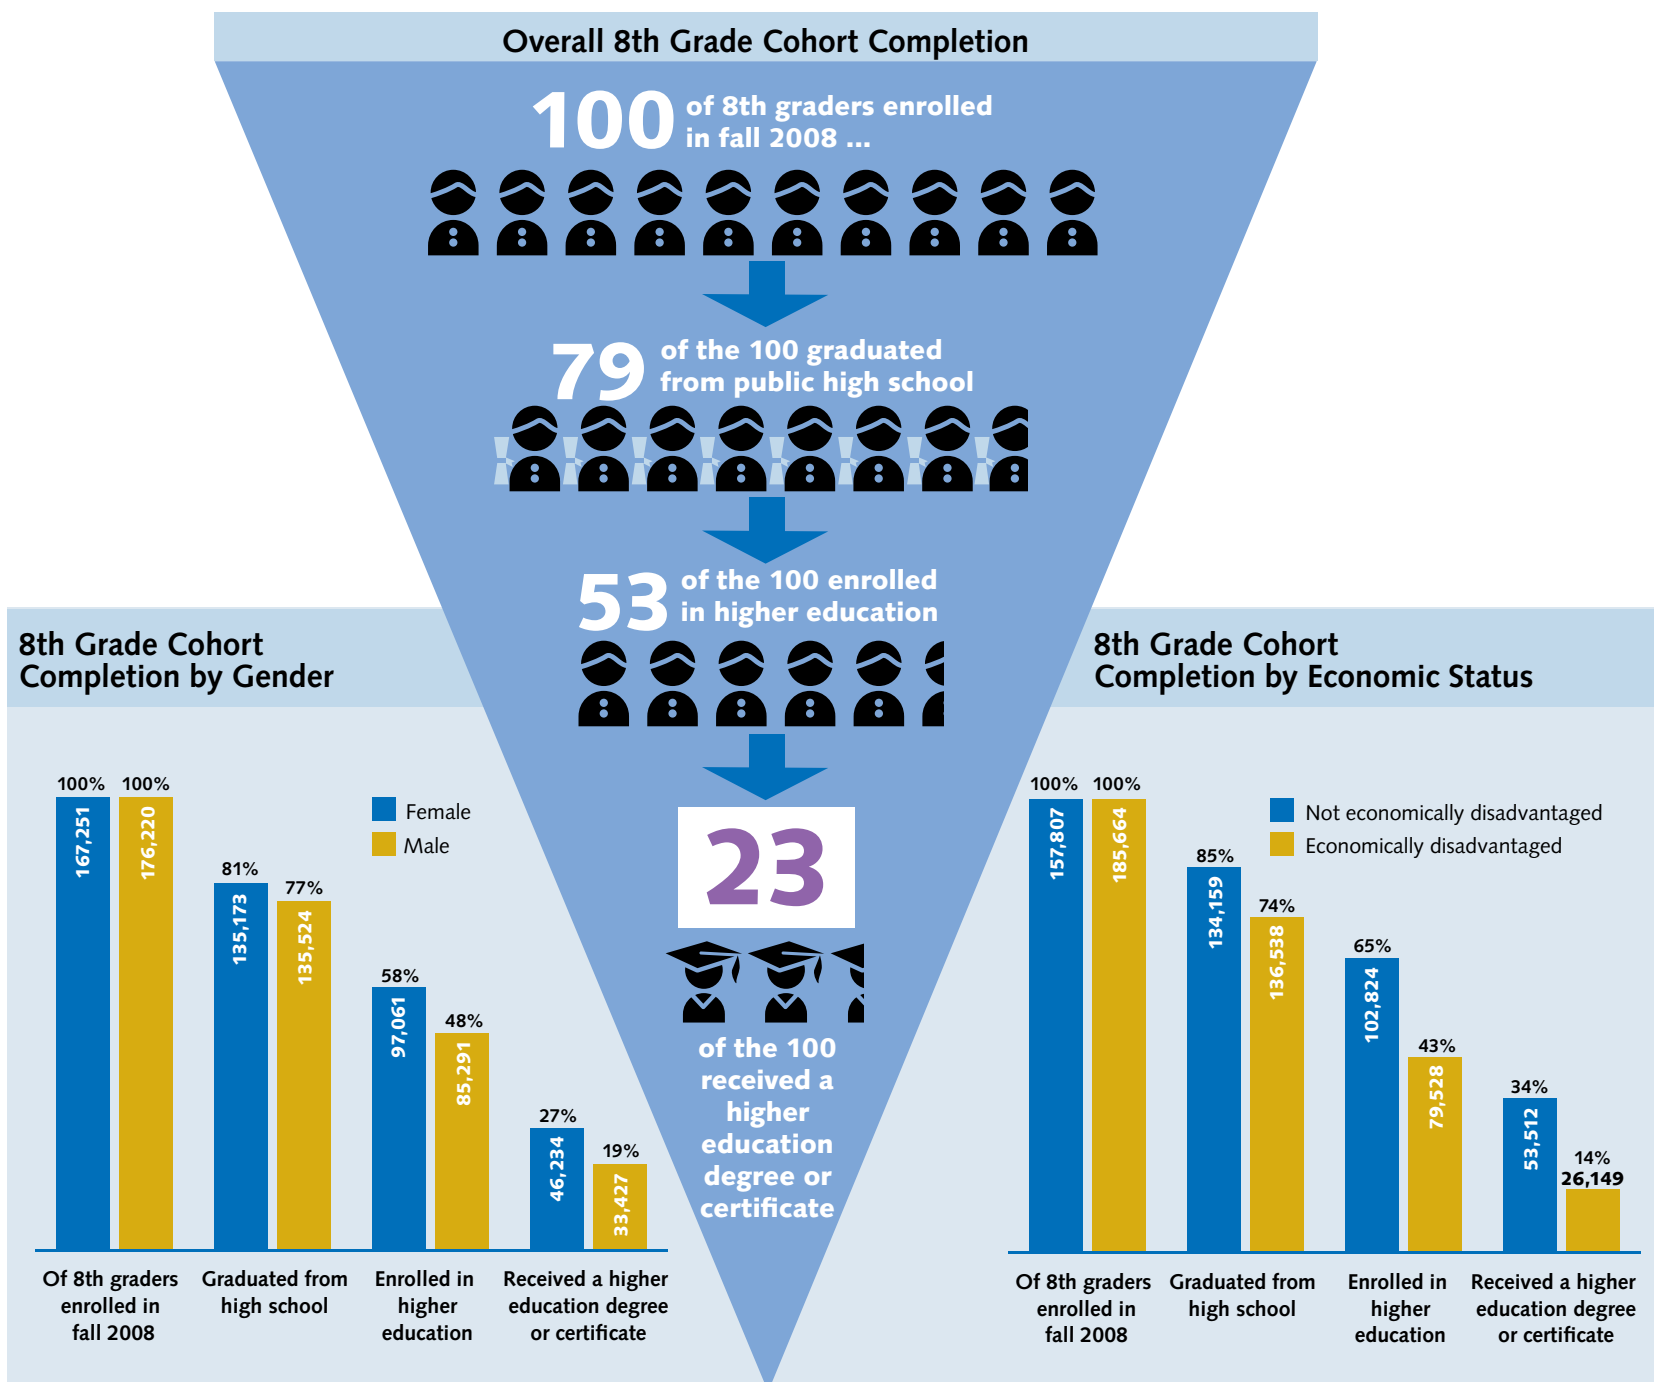 Overall 8th Grade Cohort Completion
100
of 8th graders enrolled
in fall 2008 ...
79
of the 100 graduated
from public high school
53
of the 100 enrolled
in higher education
23
of the 100
received a
higher
education
degree or
certificate
8th Grade Cohort
Completion by Gender
Female
Male
100% 100%
167,251
176,220
81%
77%
135,173
135,524
58%
48%
97,061
85,291
27%
19%
46,234
33,427
Of 8th graders
enrolled in
fall 2008
Graduated from
high school
Enrolled in
higher
education
Received a higher
education degree
or certificate
8th Grade Cohort
Completion by Economic Status
Not economically disadvantaged
Economically disadvantaged
100% 100%
157,807
185,664
85%
74%
134,159
136,538
65%
43%
102,824
79,528
34%
14%
53,512
26,149
Of 8th graders
enrolled in
fall 2008
Graduated from
high school
Enrolled in
higher
education
Received a higher
education degree
or certificate